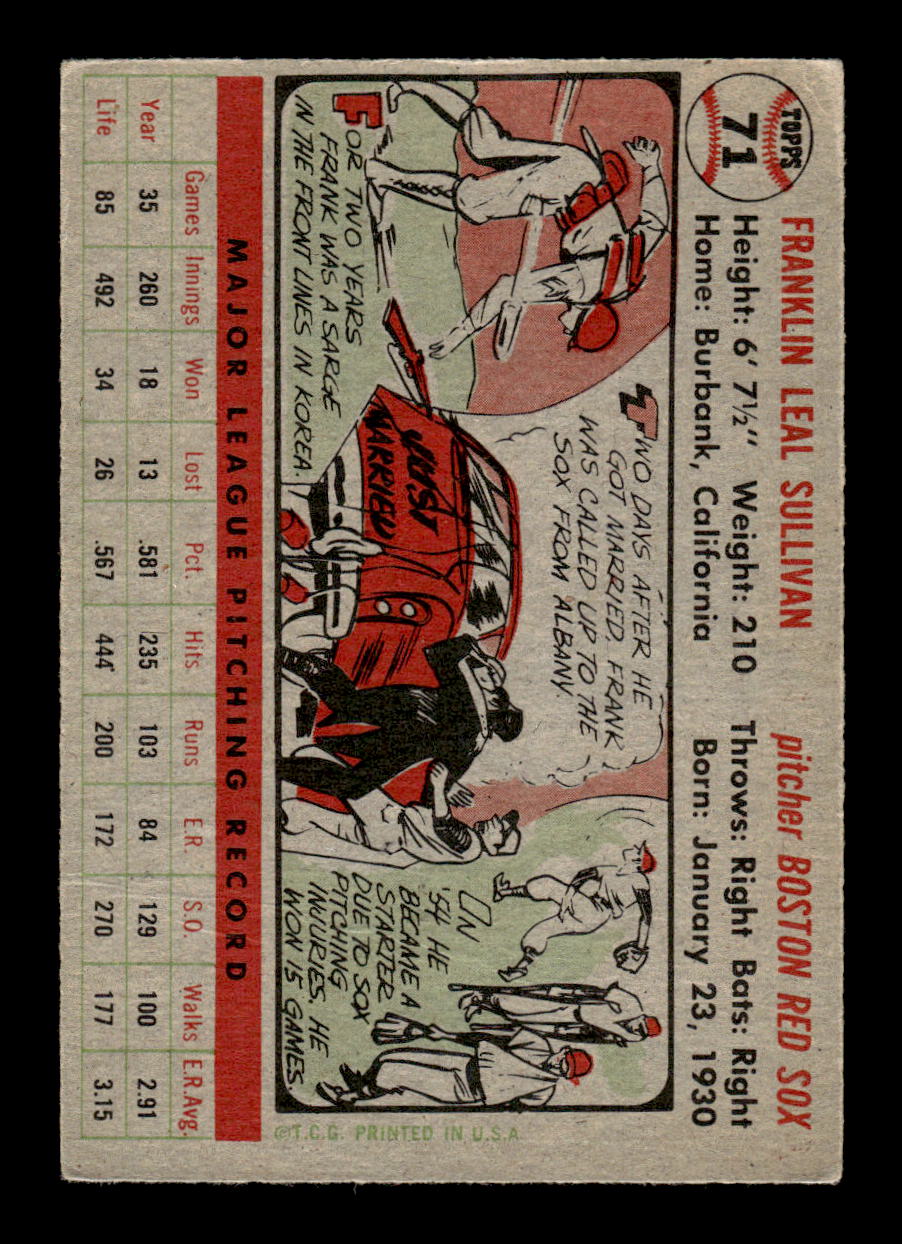 TOPPS
71
FRANKLIN LEAL SULLIVAN pitcher BOSTON RED SOX
Height: 6' 7½" Weight: 210 Throws: Right Bats: Right
Home: Burbank, California Born: January 23, 1930
FOR TWO YEARS
FRANK WAS A SARGE
IN THE FRONT LINES IN KOREA.
TWO DAYS AFTER HE
GOT MARRIED, FRANK
WAS CALLED UP TO THE
SOX FROM ALBANY
JUST
MARRIED
ON
'54 HE
BECAME A
STARTER
DUE TO SOX
PITCHING
INJURIES, HE
WON 15 GAMES.
©T.C.G. PRINTED IN U.S.A.
MAJOR LEAGUE PITCHING RECORD
Games Innings Won Lost Pct. Hits Runs E.R. S.O. Walks E.R.Avg.
Year 35 260 18 13 .581 235 103 84 129 100 2.91
Life 85 492 34 26 .567 444 200 172 270 177 3.15